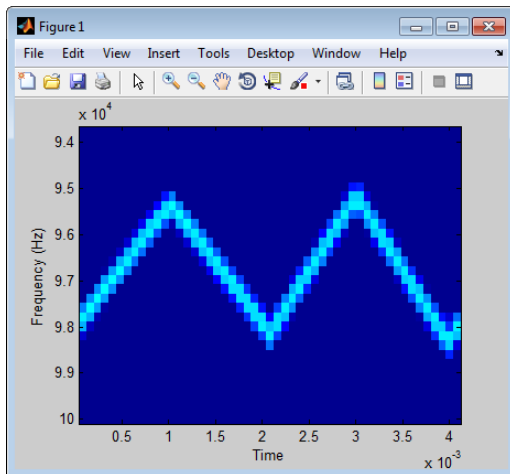 Figure 1
File Edit View Insert Tools Desktop Window Help
x 10⁴
9.4
9.5
9.6
9.7
9.8
9.9
10
Frequency (Hz)
0.5 1 1.5 2 2.5 3 3.5 4
Time
x 10⁻³